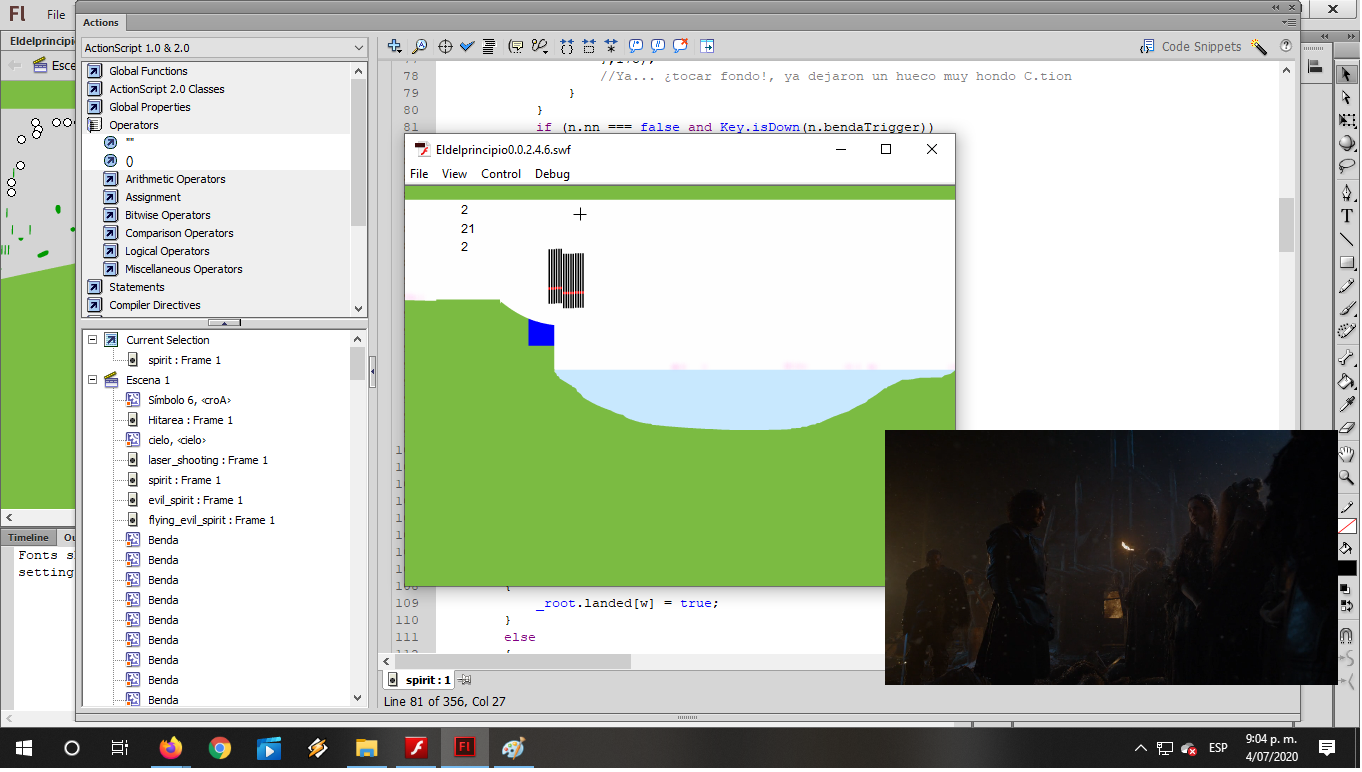 Fl File
Actions
Eldelprincipio
Esce
ActionScript 1.0 & 2.0
Code Snippets
Global Functions
ActionScript 2.0 Classes
Global Properties
Operators
""
()
Arithmetic Operators
Assignment
Bitwise Operators
Comparison Operators
Logical Operators
Miscellaneous Operators
Statements
Compiler Directives
Current Selection
spirit : Frame 1
Escena 1
Símbolo 6, <croA>
Hitarea : Frame 1
cielo, <cielo>
laser_shooting : Frame 1
spirit : Frame 1
evil_spirit : Frame 1
flying_evil_spirit : Frame 1
Benda
Benda
Benda
Benda
Benda
Benda
Benda
Benda
Benda
78 //Ya... ¿tocar fondo!, ya dejaron un hueco muy hondo C.tion
79 }
80 }
81 if (n.nn === false and Key.isDown(n.bendaTrigger))
Eldelprincipio0.0.2.4.6.swf
File View Control Debug
2
21
2
{
109 _root.landed[w] = true;
110 }
111 else
spirit : 1
Line 81 of 356, Col 27
Timeline Ou
Fonts s
setting
Fl
ESP
9:04 p. m.
4/07/2020